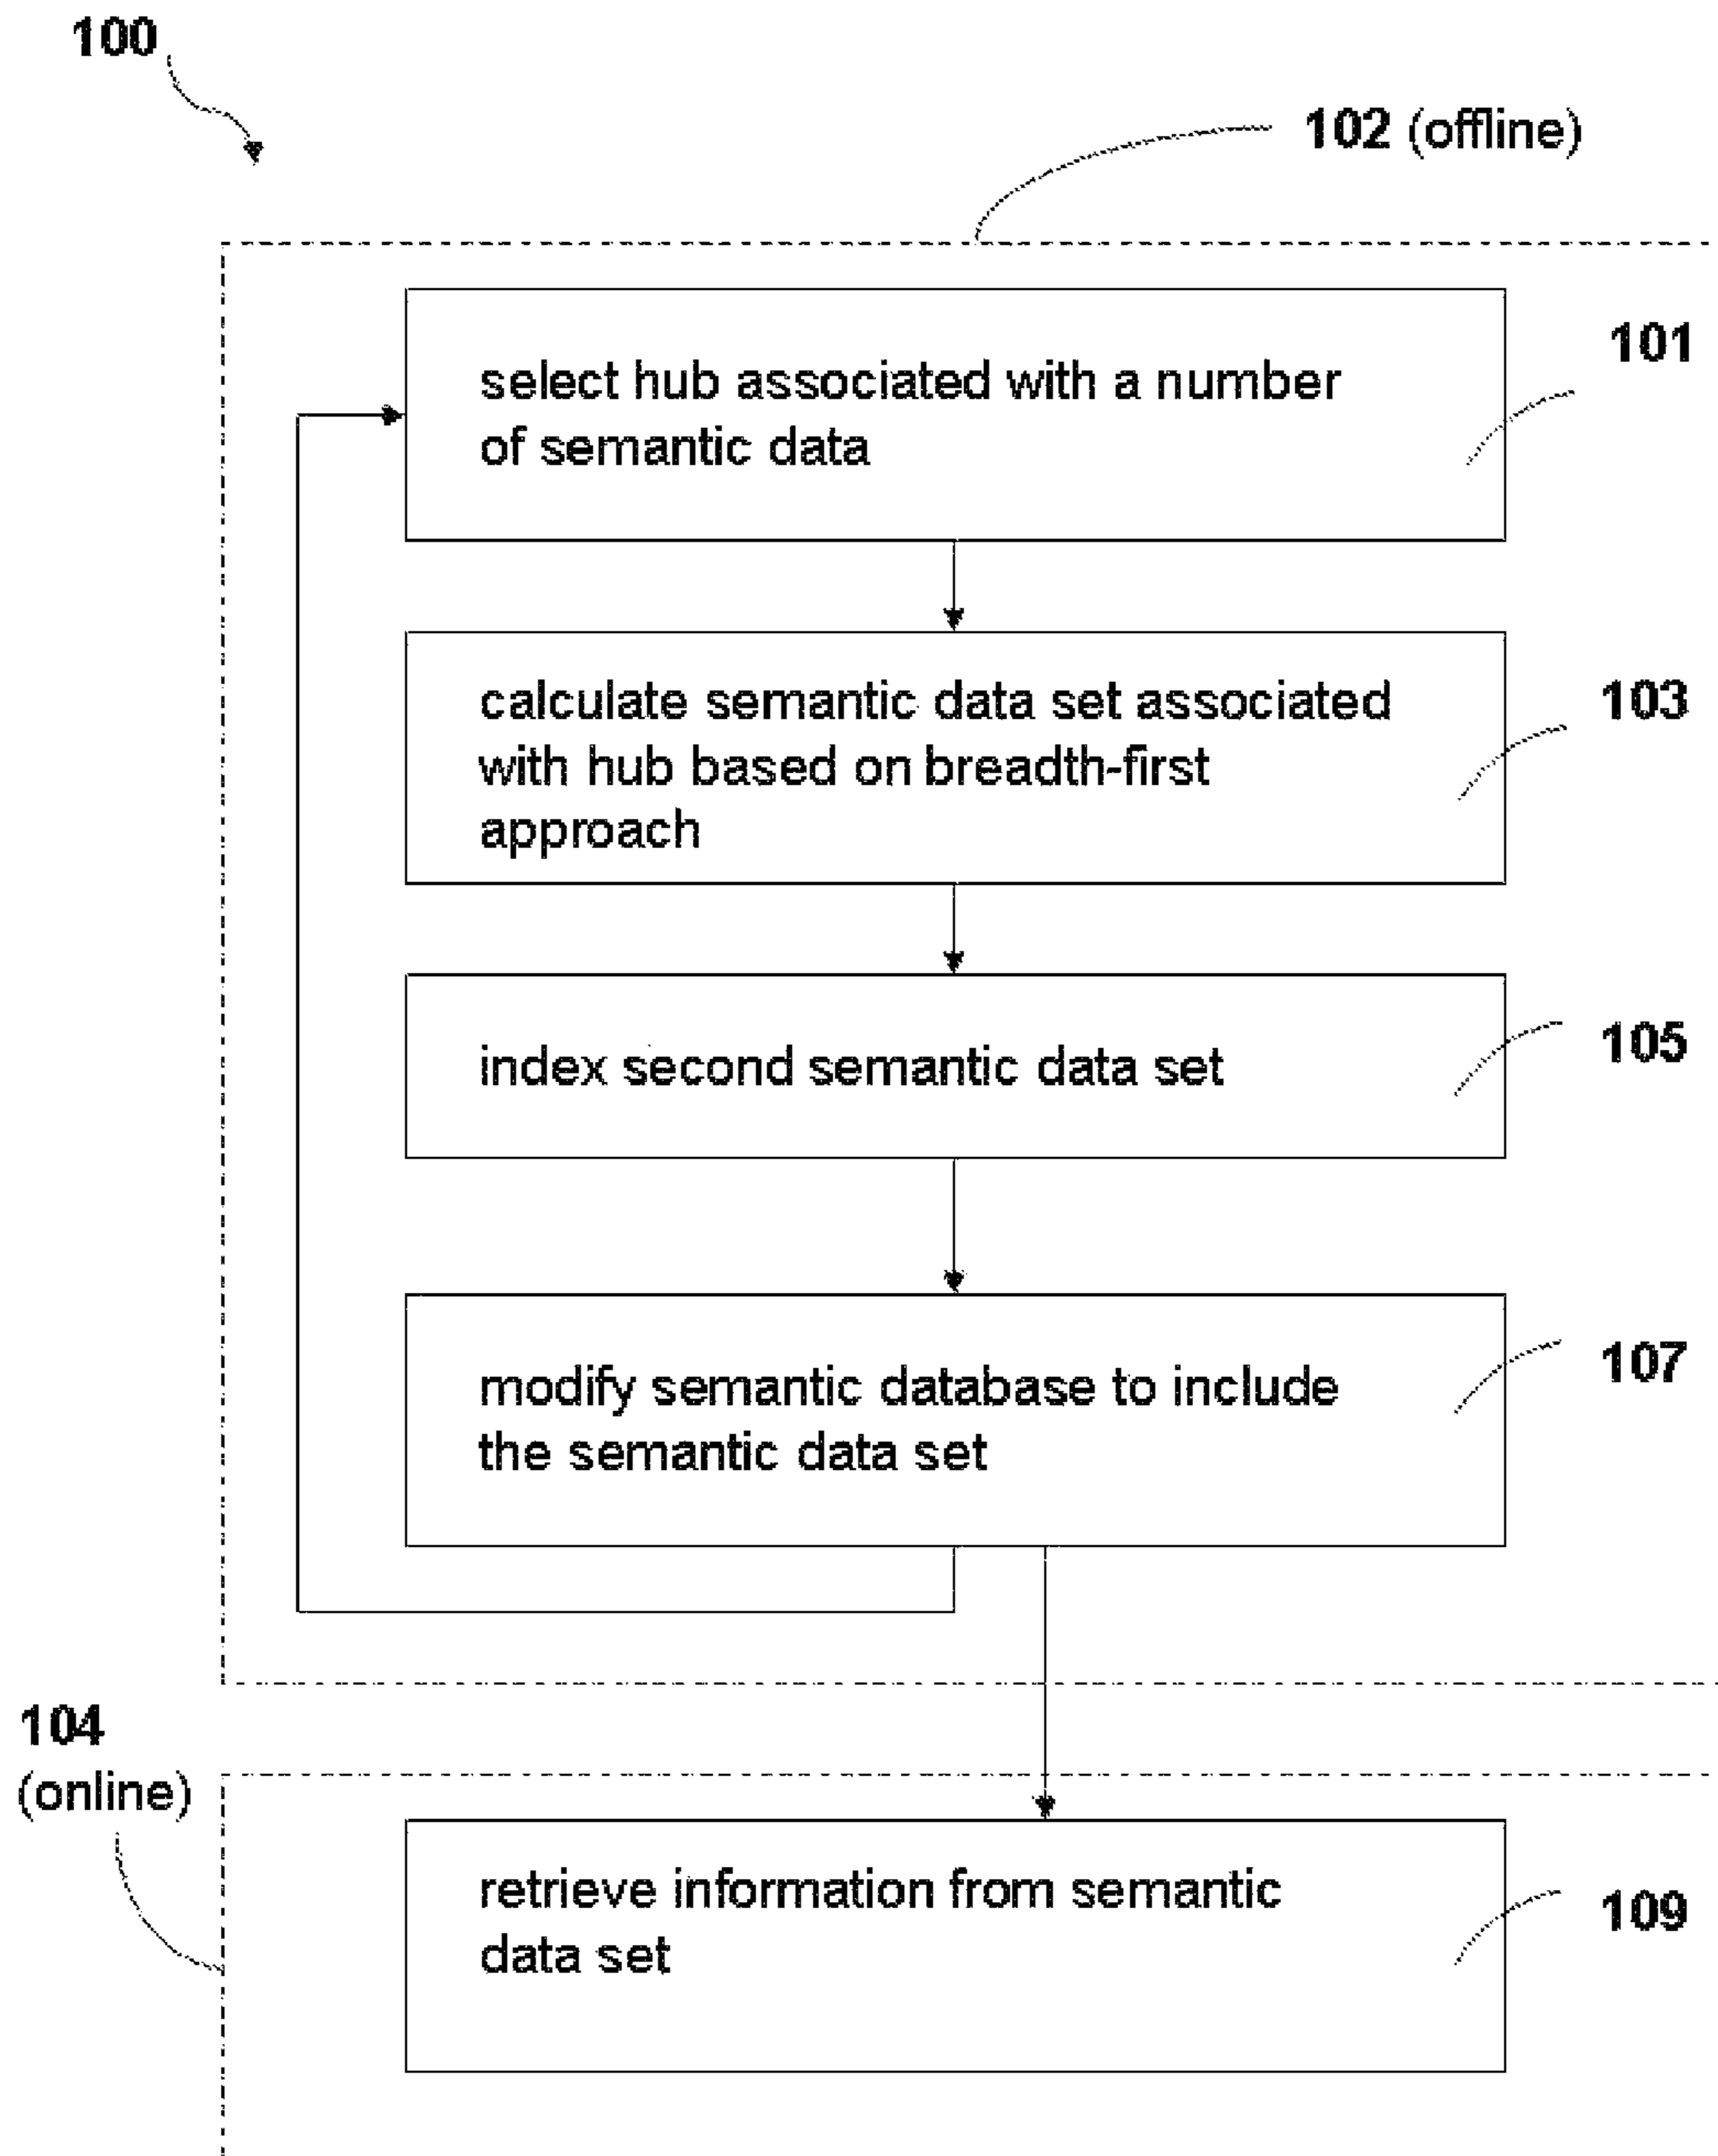 100
102 (offline)
select hub associated with a number
of semantic data
101
calculate semantic data set associated
with hub based on breadth-first
approach
103
index second semantic data set
105
modify semantic database to include
the semantic data set
107
104
(online)
retrieve information from semantic
data set
109